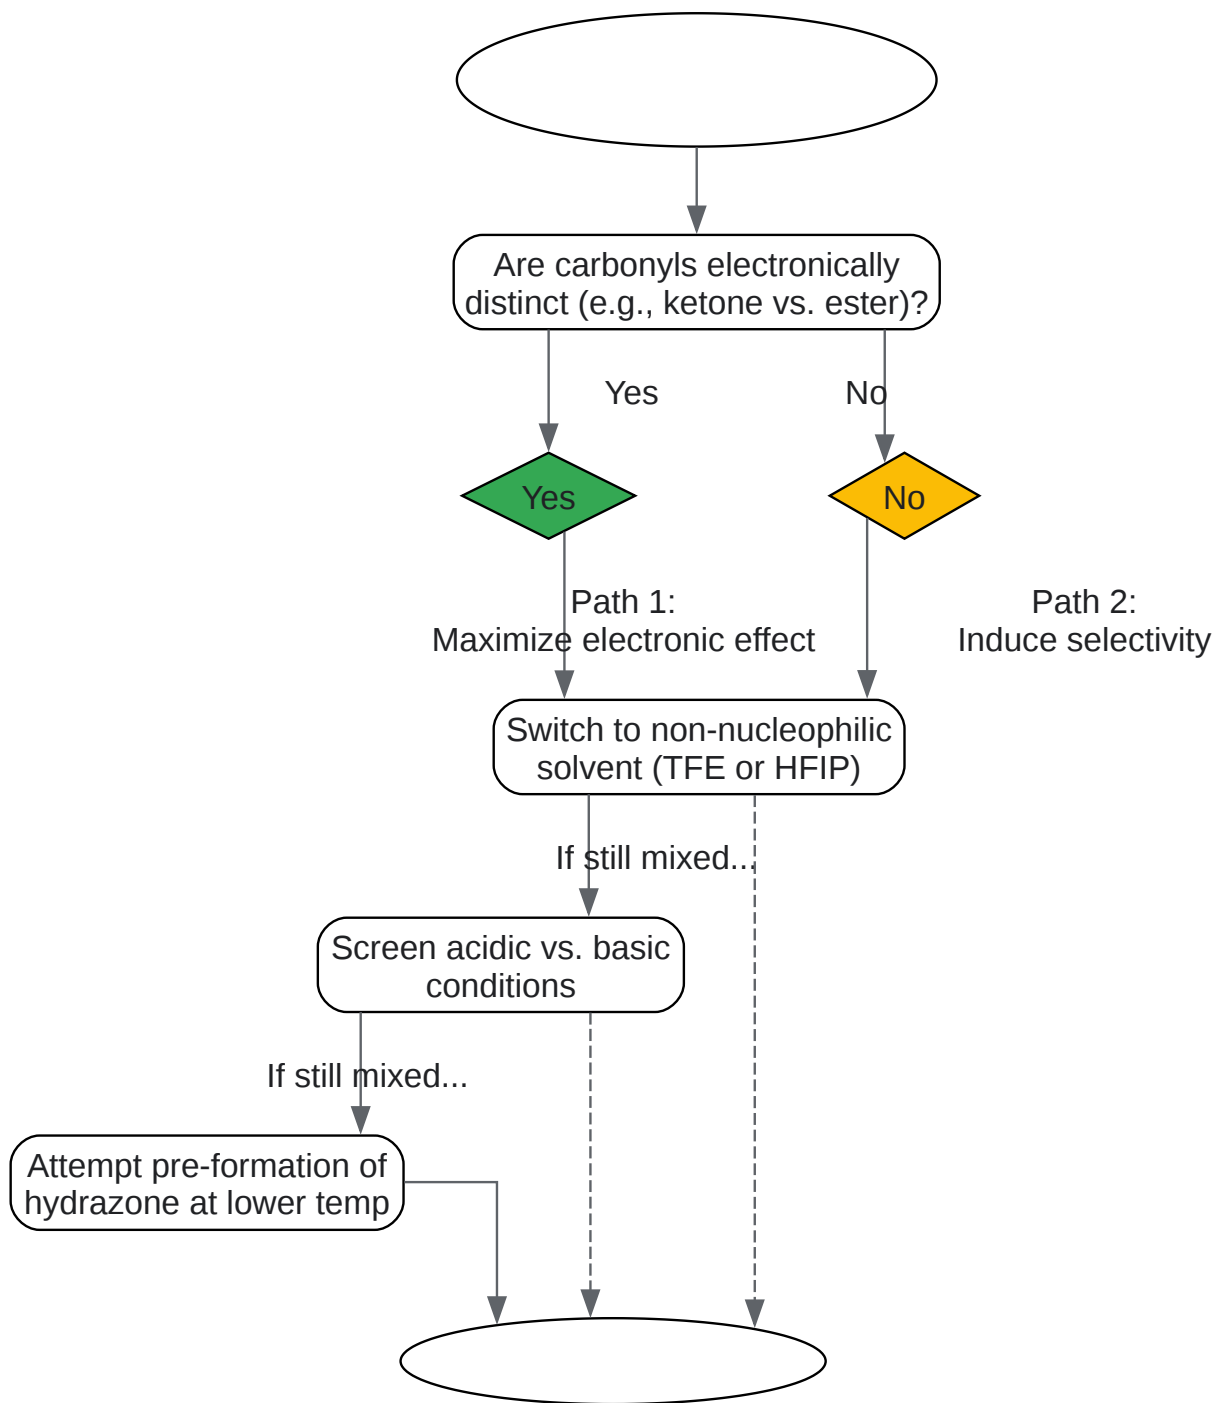 Are carbonyls electronically
distinct (e.g., ketone vs. ester)?
Yes
No
Yes
No
Path 1:
Maximize electronic effect
Path 2:
Induce selectivity
Switch to non-nucleophilic
solvent (TFE or HFIP)
If still mixed...
Screen acidic vs. basic
conditions
If still mixed...
Attempt pre-formation of
hydrazone at lower temp